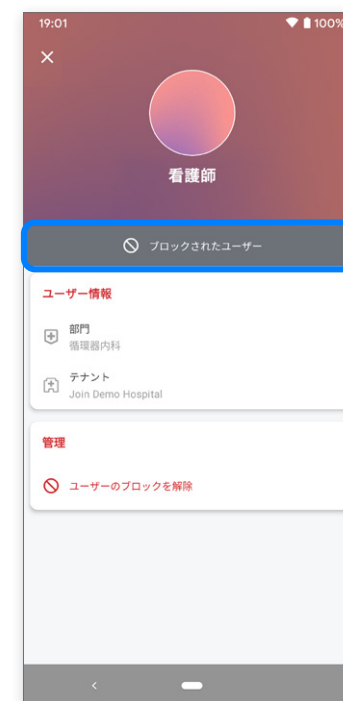 19:01 100%
看護師
ブロックされたユーザー
ユーザー情報
部門
循環器内科
テナント
Join Demo Hospital
管理
ユーザーのブロックを解除